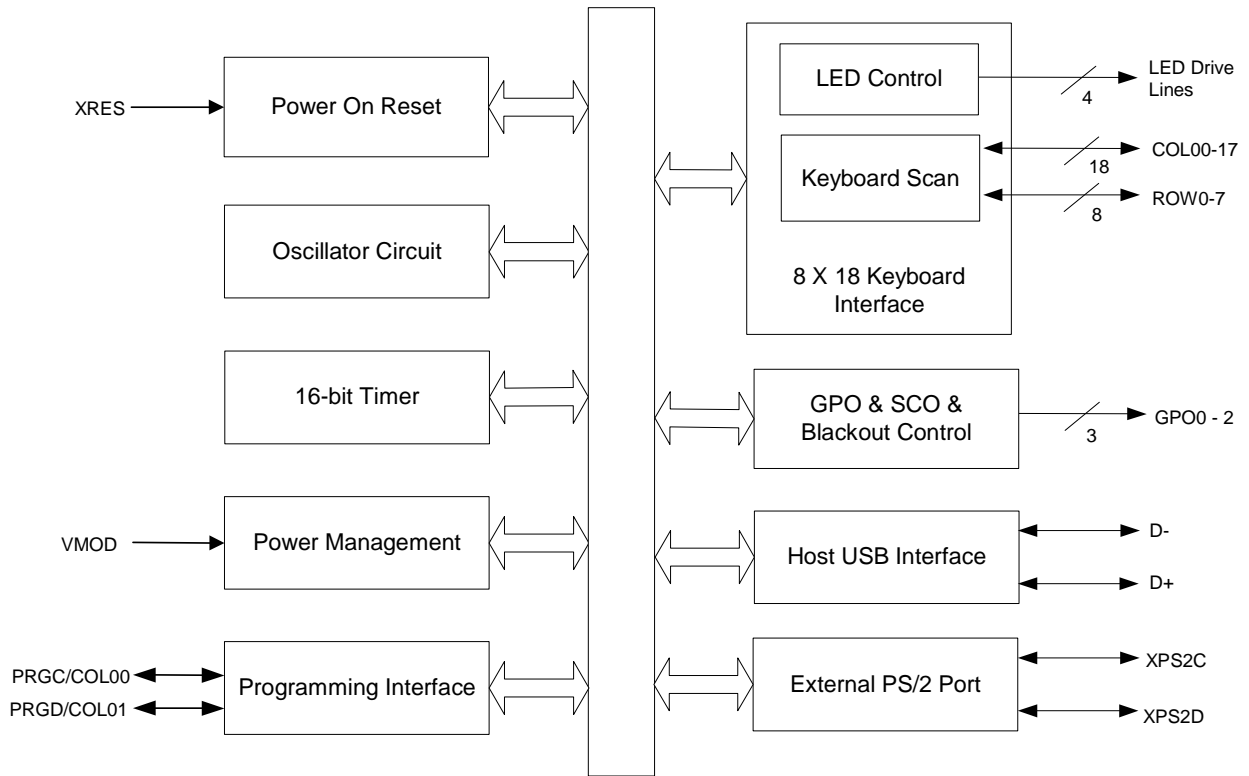 XRES
Power On Reset
Oscillator Circuit
16-bit Timer
VMOD
Power Management
PRGC/COL00
PRGD/COL01
Programming Interface
LED Control
4
LED Drive
Lines
Keyboard Scan
18
COL00-17
8
ROW0-7
8 X 18 Keyboard
Interface
GPO & SCO &
Blackout Control
3
GPO0 - 2
Host USB Interface
D-
D+
External PS/2 Port
XPS2C
XPS2D